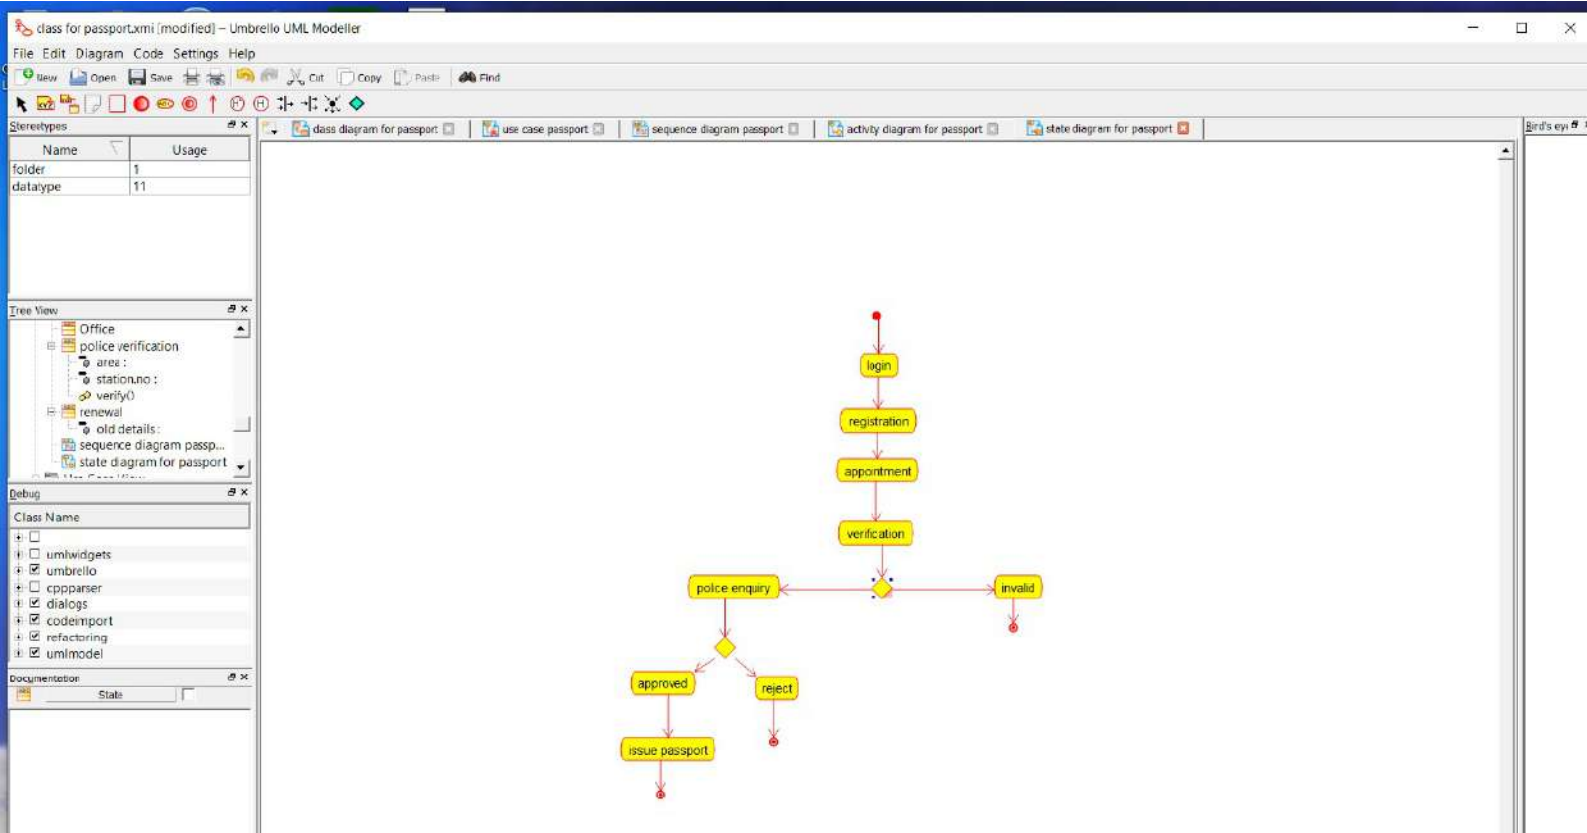 class for passport.xmi [modified] – Umbrello UML Modeller
File Edit Diagram Code Settings Help
New Open Save Cut Copy Paste Find
Stereotypes
Name Usage
folder 1
datatype 11
class diagram for passport
use case passport
sequence diagram passport
activity diagram for passport
state diagram for passport
Bird's eye
Tree View
Office
police verification
area :
station.no :
verify()
renewal
old details :
sequence diagram passp...
state diagram for passport
Debug
Class Name
umlwidgets
umbrello
cppparser
dialogs
codeimport
refactoring
umlmodel
Documentation
State
login
registration
appointment
verification
police enquiry
invalid
approved
reject
issue passport